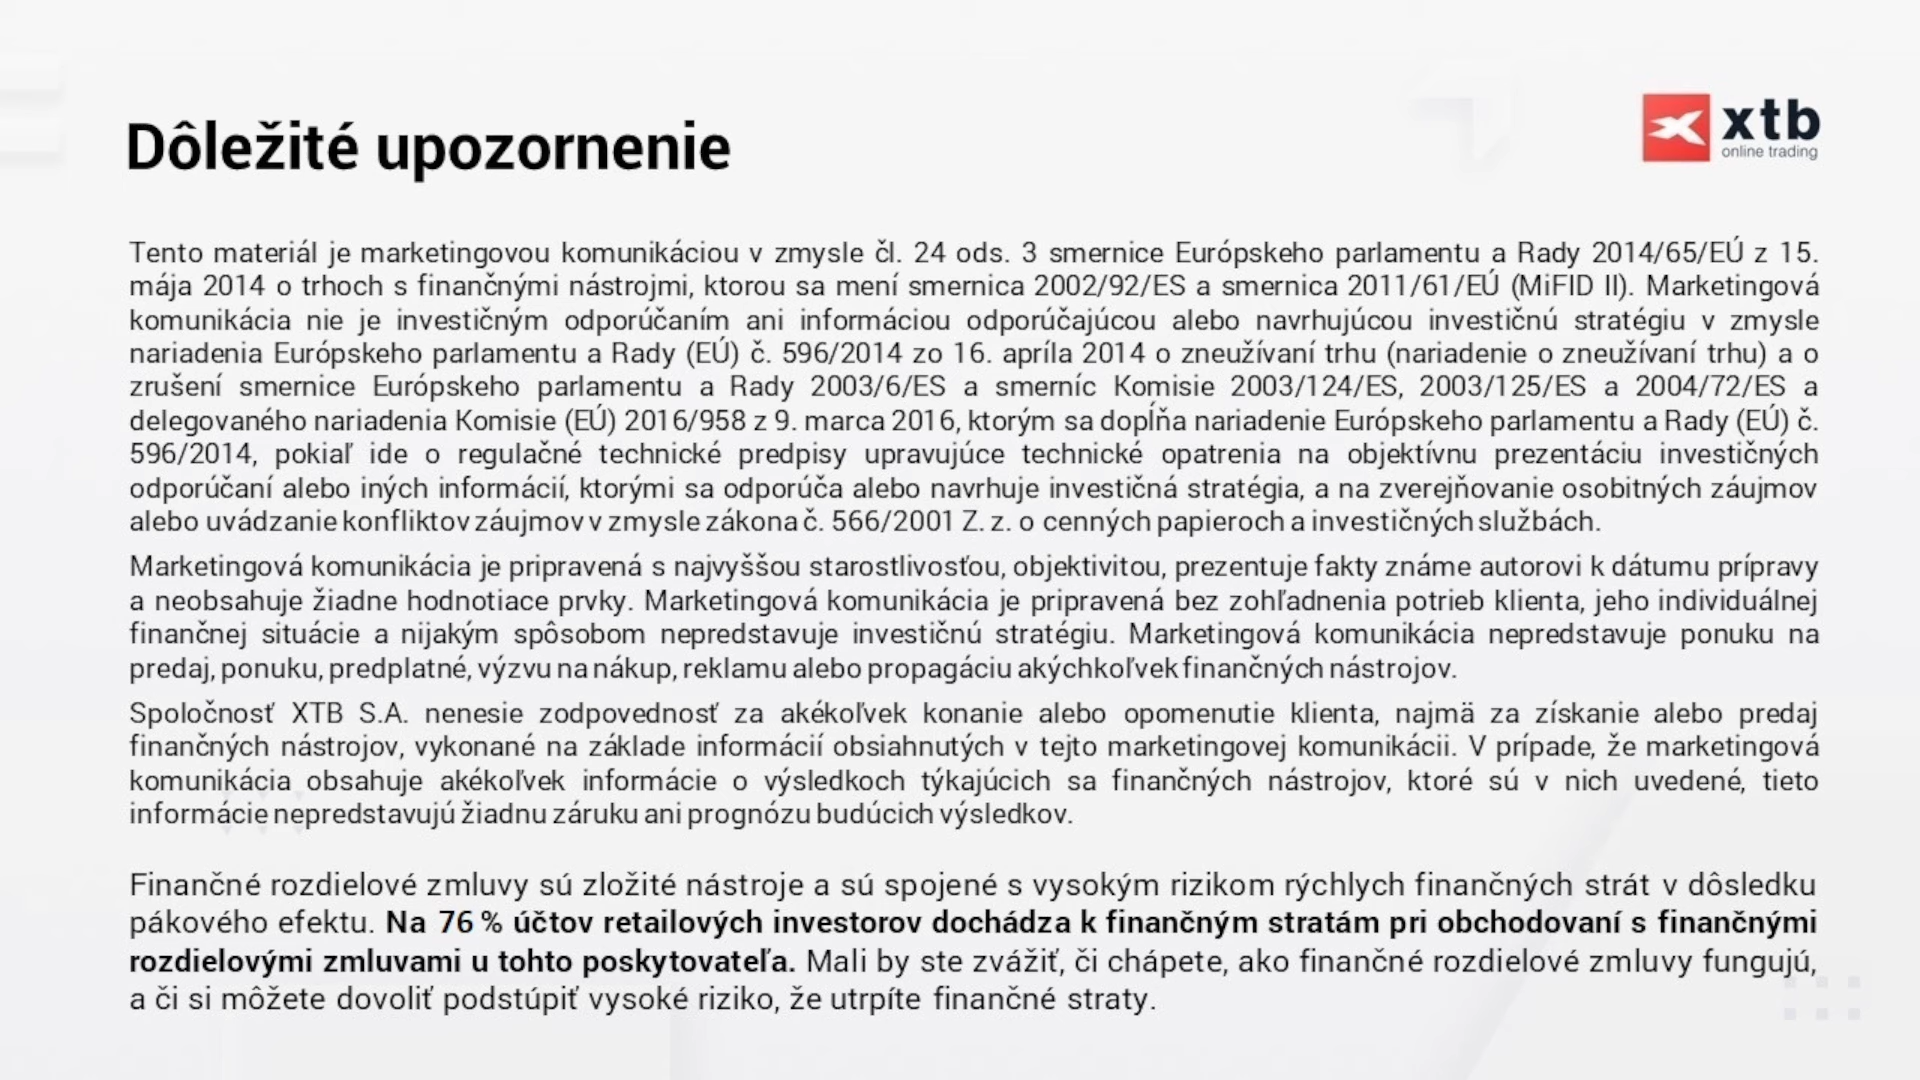 Dôležité upozornenie
xtb
online trading
Tento materiál je marketingovou komunikáciou v zmysle čl. 24 ods. 3 smernice Európskeho parlamentu a Rady 2014/65/EÚ z 15.
mája 2014 o trhoch s finančnými nástrojmi, ktorou sa mení smernica 2002/92/ES a smernica 2011/61/EÚ (MiFID II). Marketingová
komunikácia nie je investičným odporúčaním ani informáciou odporúčajúcou alebo navrhujúcou investičnú stratégiu v zmysle
nariadenia Európskeho parlamentu a Rady (EÚ) č. 596/2014 zo 16. apríla 2014 o zneužívaní trhu (nariadenie o zneužívaní trhu) a o
zrušení smernice Európskeho parlamentu a Rady 2003/6/ES a smerníc Komisie 2003/124/ES, 2003/125/ES a 2004/72/ES a
delegovaného nariadenia Komisie (EÚ) 2016/958 z 9. marca 2016, ktorým sa dopĺňa nariadenie Európskeho parlamentu a Rady (EÚ) č.
596/2014, pokiaľ ide o regulačné technické predpisy upravujúce technické opatrenia na objektívnu prezentáciu investičných
odporúčaní alebo iných informácií, ktorými sa odporúča alebo navrhuje investičná stratégia, a na zverejňovanie osobitných záujmov
alebo uvádzanie konfliktov záujmov v zmysle zákona č. 566/2001 Z. z. o cenných papieroch a investičných službách.
Marketingová komunikácia je pripravená s najvyššou starostlivosťou, objektivitou, prezentuje fakty známe autorovi k dátumu prípravy
a neobsahuje žiadne hodnotiace prvky. Marketingová komunikácia je pripravená bez zohľadnenia potrieb klienta, jeho individuálnej
finančnej situácie a nijakým spôsobom nepredstavuje investičnú stratégiu. Marketingová komunikácia nepredstavuje ponuku na
predaj, ponuku, predplatné, výzvu na nákup, reklamu alebo propagáciu akýchkoľvek finančných nástrojov.
Spoločnosť XTB S.A. nenesie zodpovednosť za akékoľvek konanie alebo opomenutie klienta, najmä za získanie alebo predaj
finančných nástrojov, vykonané na základe informácií obsiahnutých v tejto marketingovej komunikácii. V prípade, že marketingová
komunikácia obsahuje akékoľvek informácie o výsledkoch týkajúcich sa finančných nástrojov, ktoré sú v nich uvedené, tieto
informácie nepredstavujú žiadnu záruku ani prognózu budúcich výsledkov.
Finančné rozdielové zmluvy sú zložité nástroje a sú spojené s vysokým rizikom rýchlych finančných strát v dôsledku
pákového efektu. Na 76 % účtov retailových investorov dochádza k finančným stratám pri obchodovaní s finančnými
rozdielovými zmluvami u tohto poskytovateľa. Mali by ste zvážiť, či chápete, ako finančné rozdielové zmluvy fungujú,
a či si môžete dovoliť podstúpiť vysoké riziko, že utrpíte finančné straty.